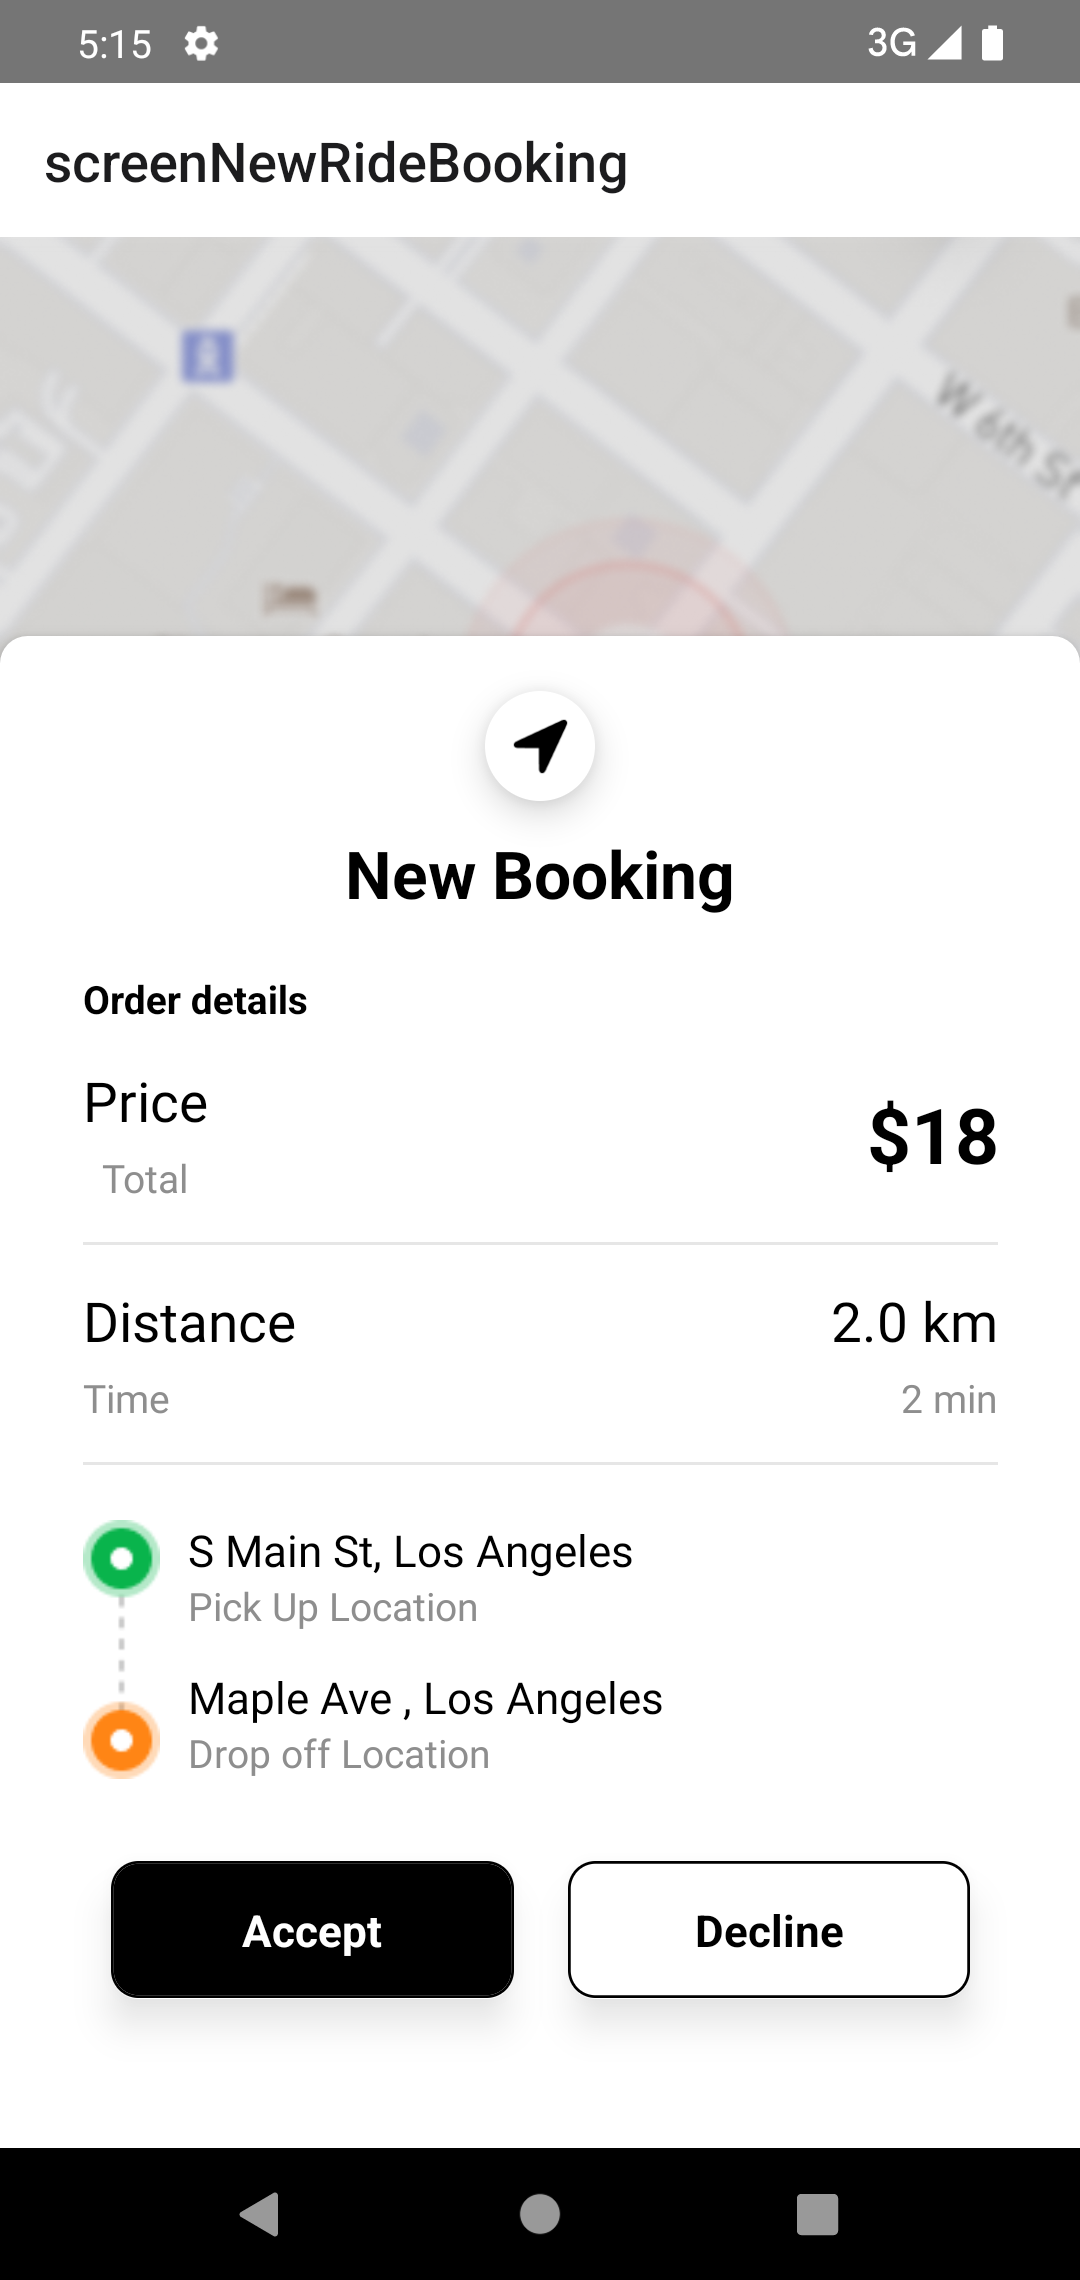 5:15 3G
screenNewRideBooking
W 6th St
New Booking
Order details
Price
$18
Total
Distance 2.0 km
Time 2 min
S Main St, Los Angeles
Pick Up Location
Maple Ave , Los Angeles
Drop off Location
Accept Decline